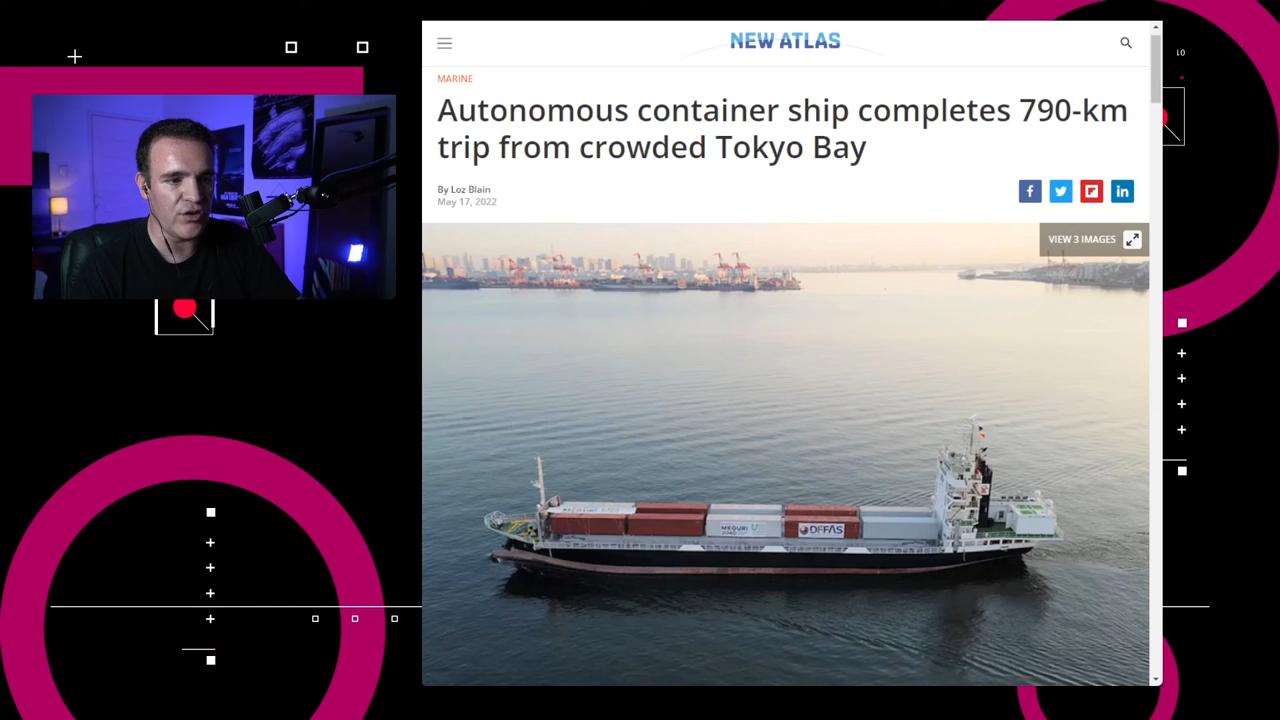 NEW ATLAS
MARINE
Autonomous container ship completes 790-km
trip from crowded Tokyo Bay
By Loz Blain
May 17, 2022
VIEW 3 IMAGES
DFFAS